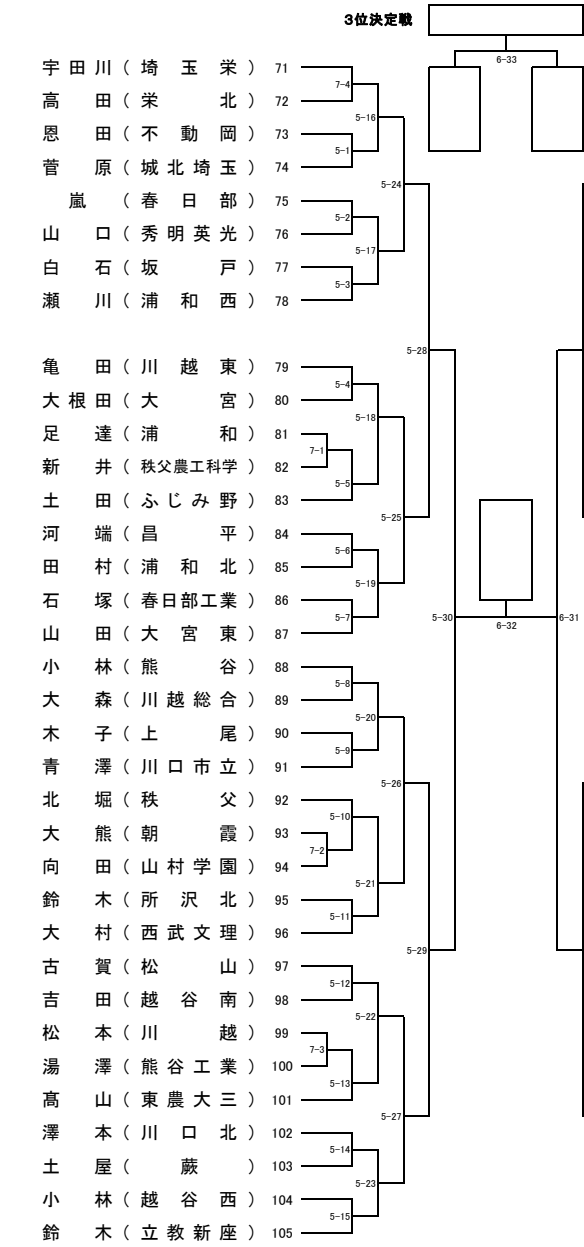 3位決定戦
6-33
宇田川(埼玉栄) 71
7-4
高田(栄北) 72
5-16
恩田(不動岡) 73
5-1
菅原(城北埼玉) 74
5-24
嵐(春日部) 75
5-2
山口(秀明英光) 76
5-17
白石(坂戸) 77
5-3
瀬川(浦和西) 78
5-28
亀田(川越東) 79
5-4
大根田(大宮) 80
5-18
足達(浦和) 81
7-1
新井(秩父農工科学) 82
5-5
土田(ふじみ野) 83
5-25
河端(昌平) 84
5-6
田村(浦和北) 85
5-19
石塚(春日部工業) 86
5-7
5-30
6-32
6-31
山田(大宮東) 87
小林(熊谷) 88
5-8
大森(川越総合) 89
5-20
木子(上尾) 90
5-9
青澤(川口市立) 91
5-26
北堀(秩父) 92
5-10
大熊(朝霞) 93
7-2
向田(山村学園) 94
5-21
鈴木(所沢北) 95
5-11
大村(西武文理) 96
5-29
古賀(松山) 97
5-12
吉田(越谷南) 98
5-22
松本(川越) 99
7-3
湯澤(熊谷工業) 100
5-13
髙山(東農大三) 101
5-27
澤本(川口北) 102
5-14
土屋(蕨) 103
5-23
小林(越谷西) 104
5-15
鈴木(立教新座) 105